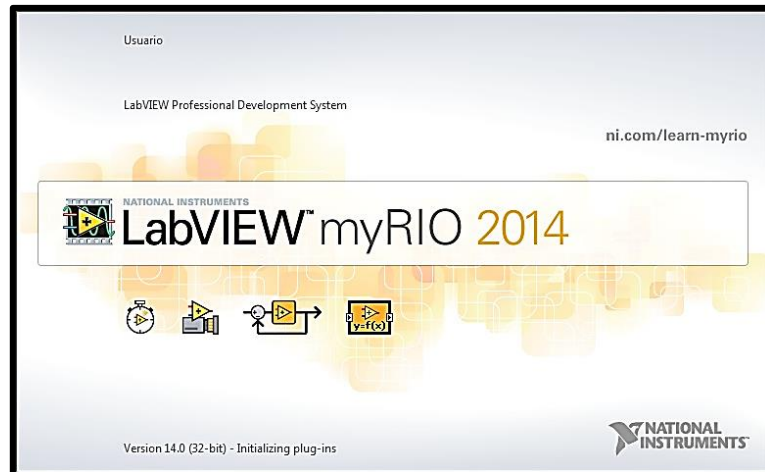 Usuario
LabVIEW Professional Development System
ni.com/learn-myrio
NATIONAL INSTRUMENTS
LabVIEW™ myRIO 2014
y=f(x)
Version 14.0 (32-bit) - Initializing plug-ins
NATIONAL
INSTRUMENTS™